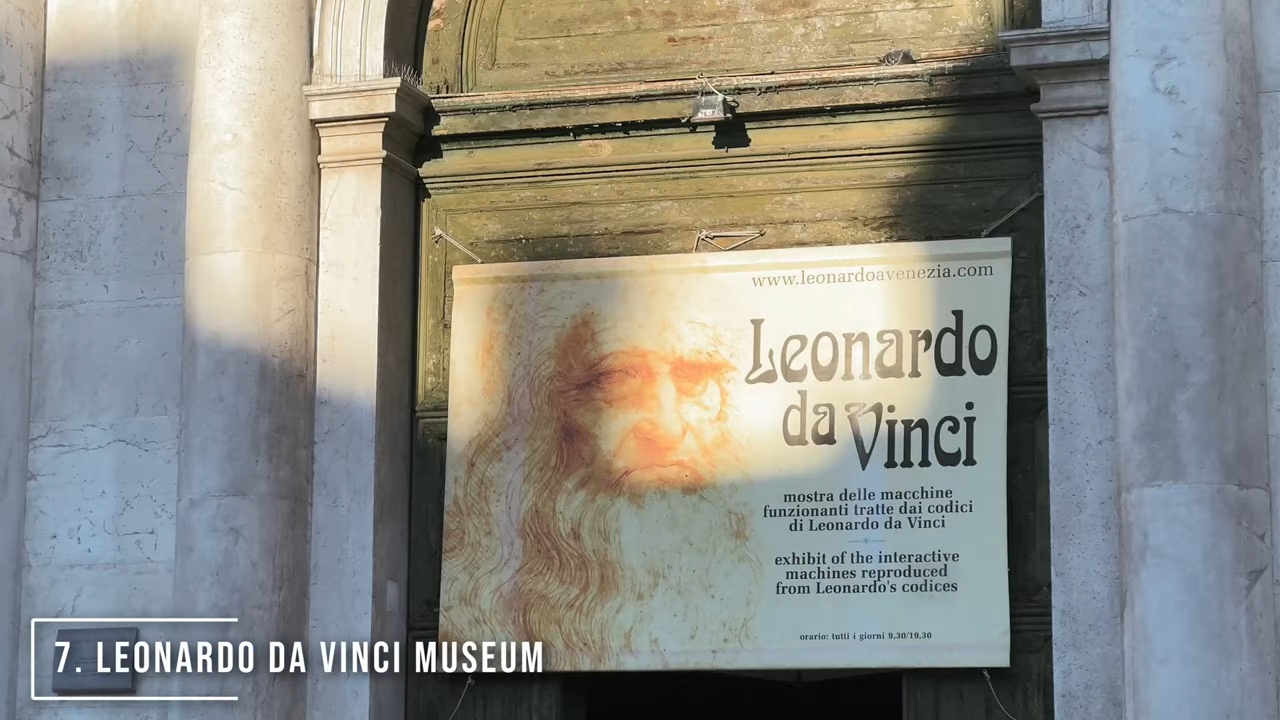 www.leonardoavenezia.com
Leonardo
da Vinci
mostra delle macchine
funzionanti tratte dai codici
di Leonardo da Vinci
exhibit of the interactive
machines reproduced
from Leonardo's codices
orario: tutti i giorni 9,30/19,30
7. LEONARDO DA VINCI MUSEUM